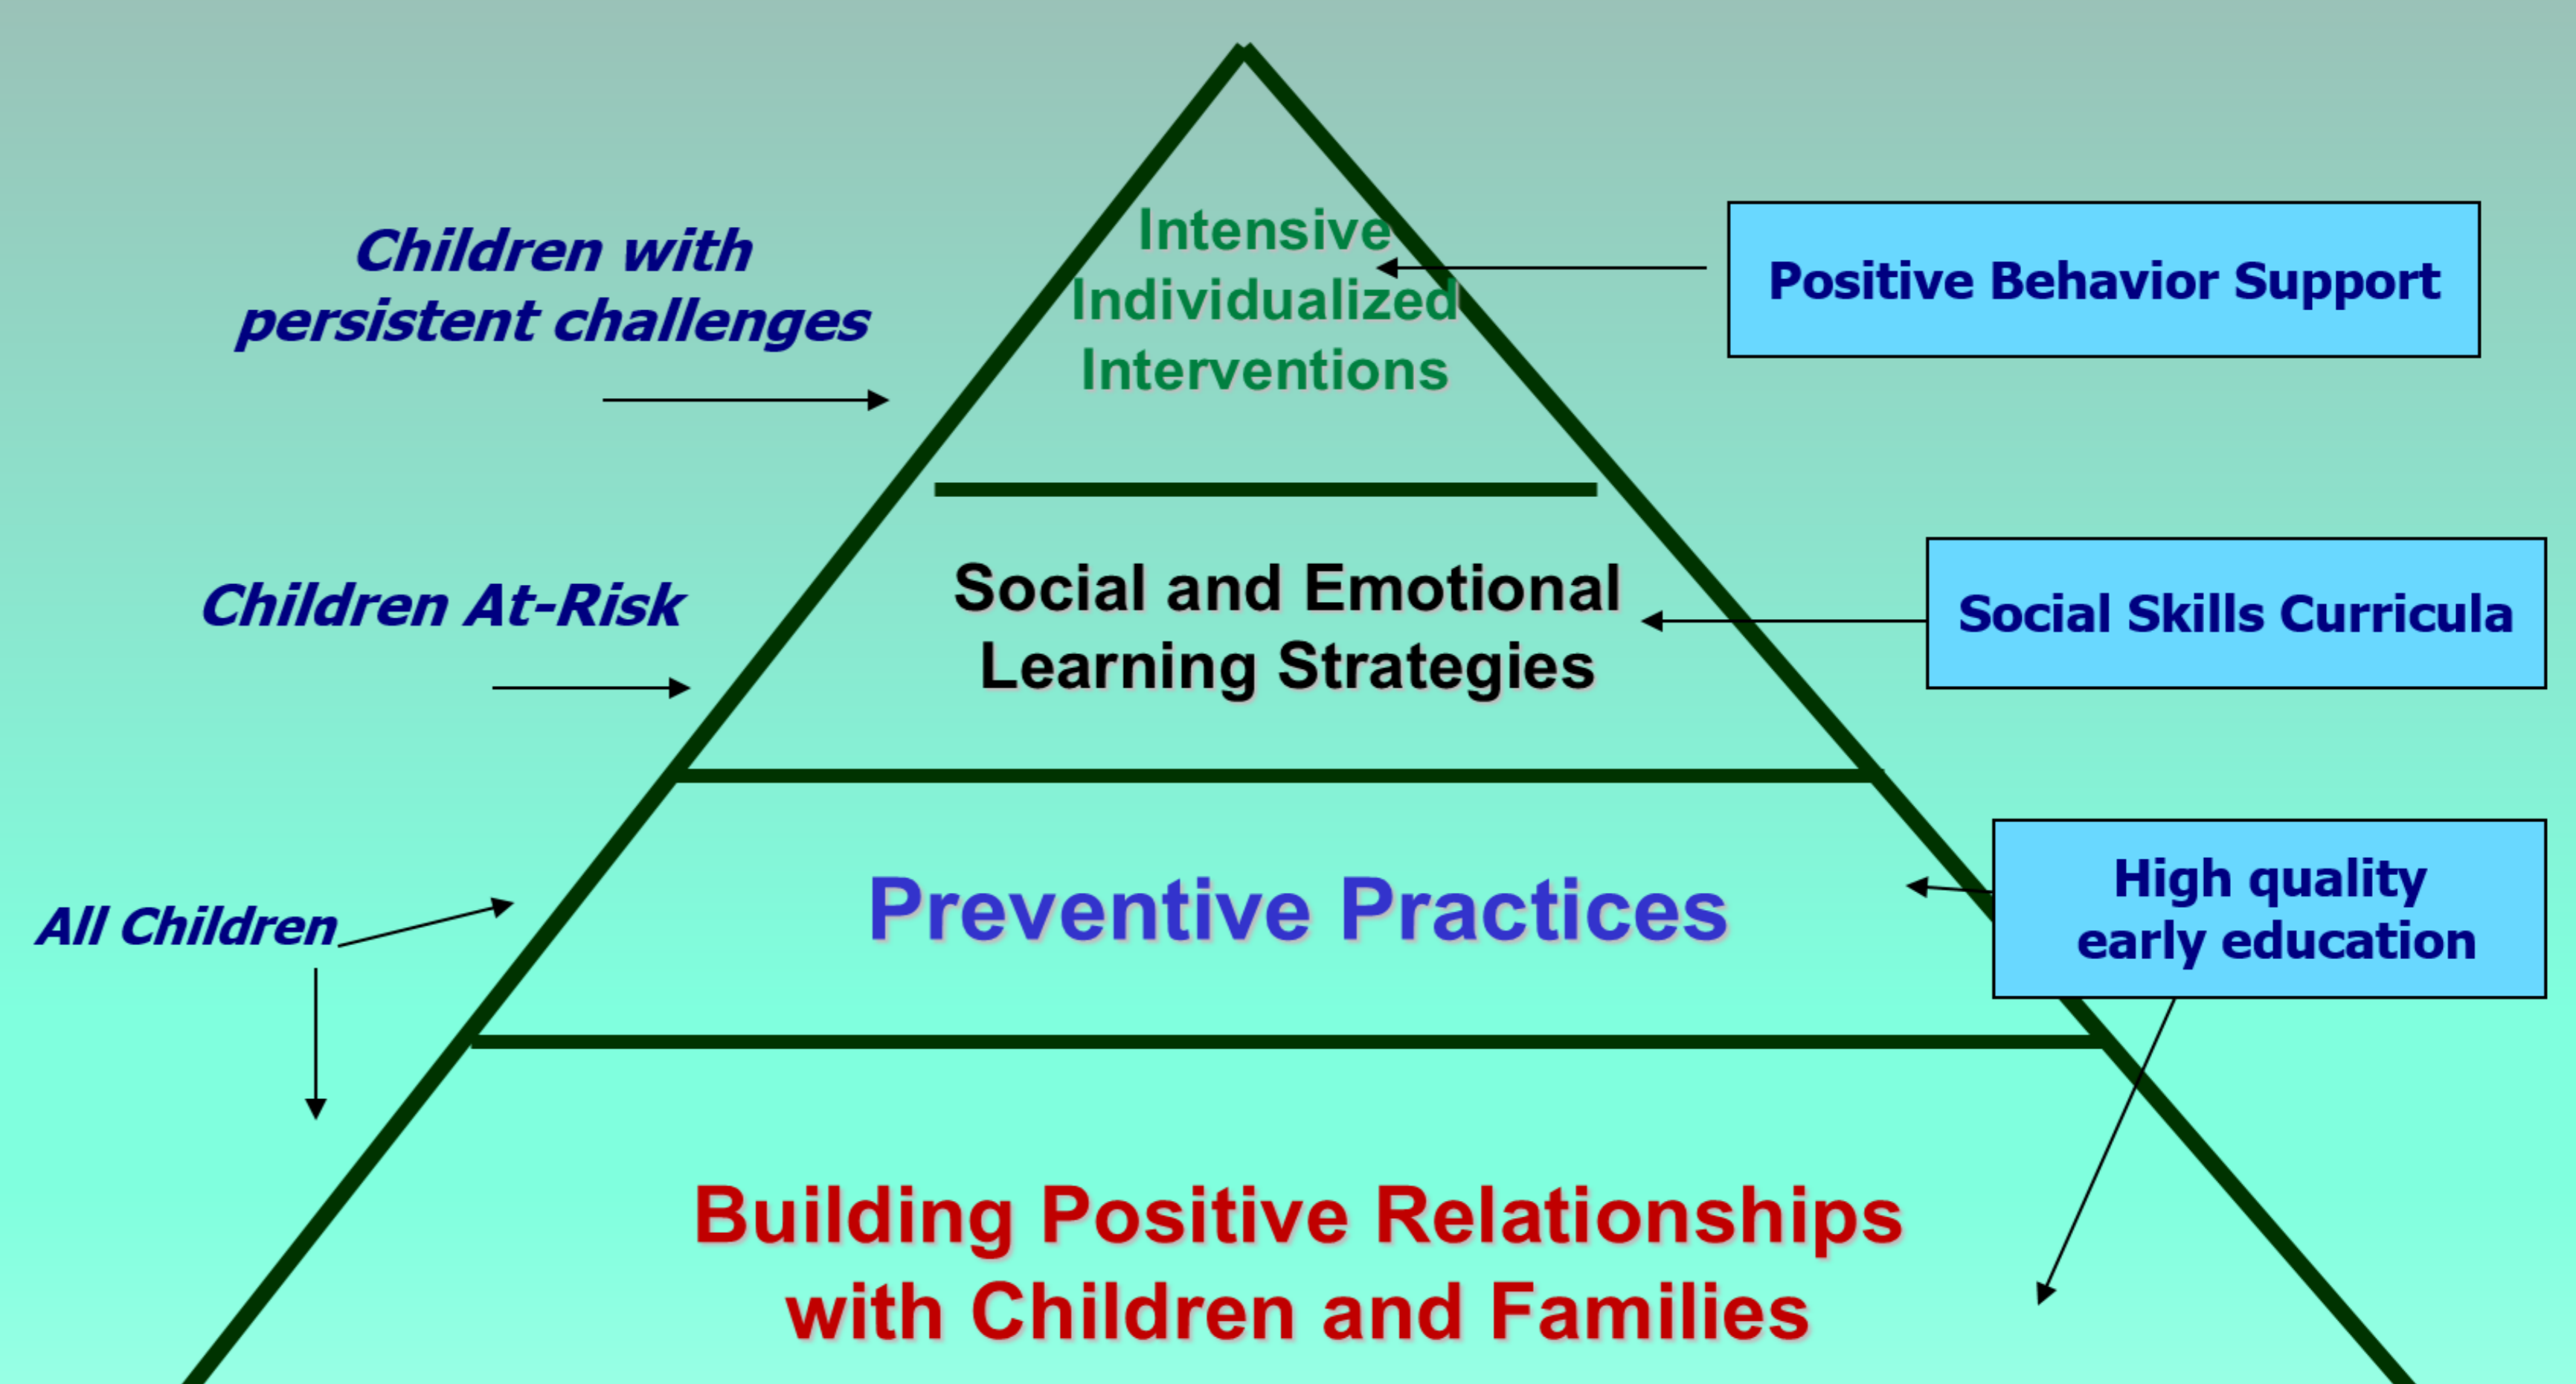 Children with
persistent challenges
Intensive
Individualized
Interventions
Positive Behavior Support
Children At-Risk
Social and Emotional
Learning Strategies
Social Skills Curricula
All Children
Preventive Practices
High quality
early education
Building Positive Relationships
with Children and Families